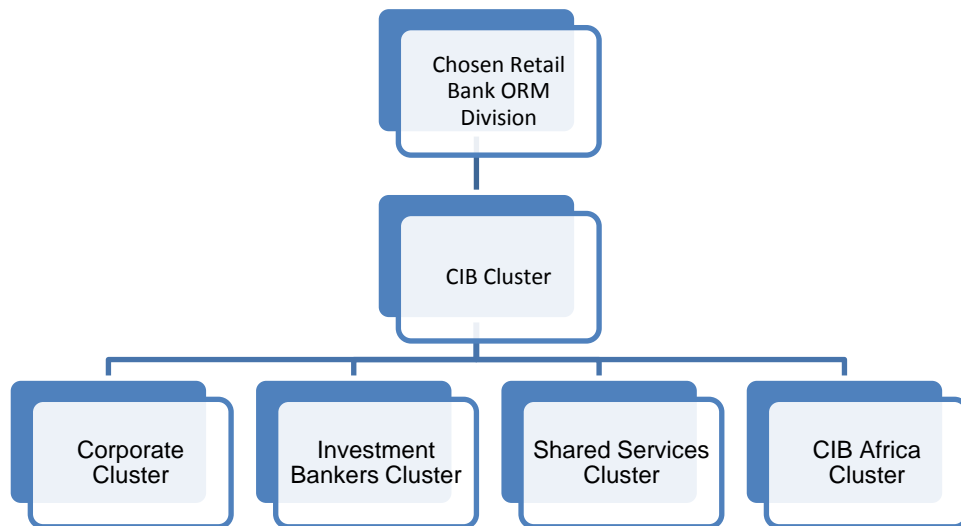 Chosen Retail
Bank ORM
Division
CIB Cluster
Corporate
Cluster
Investment
Bankers Cluster
Shared Services
Cluster
CIB Africa
Cluster